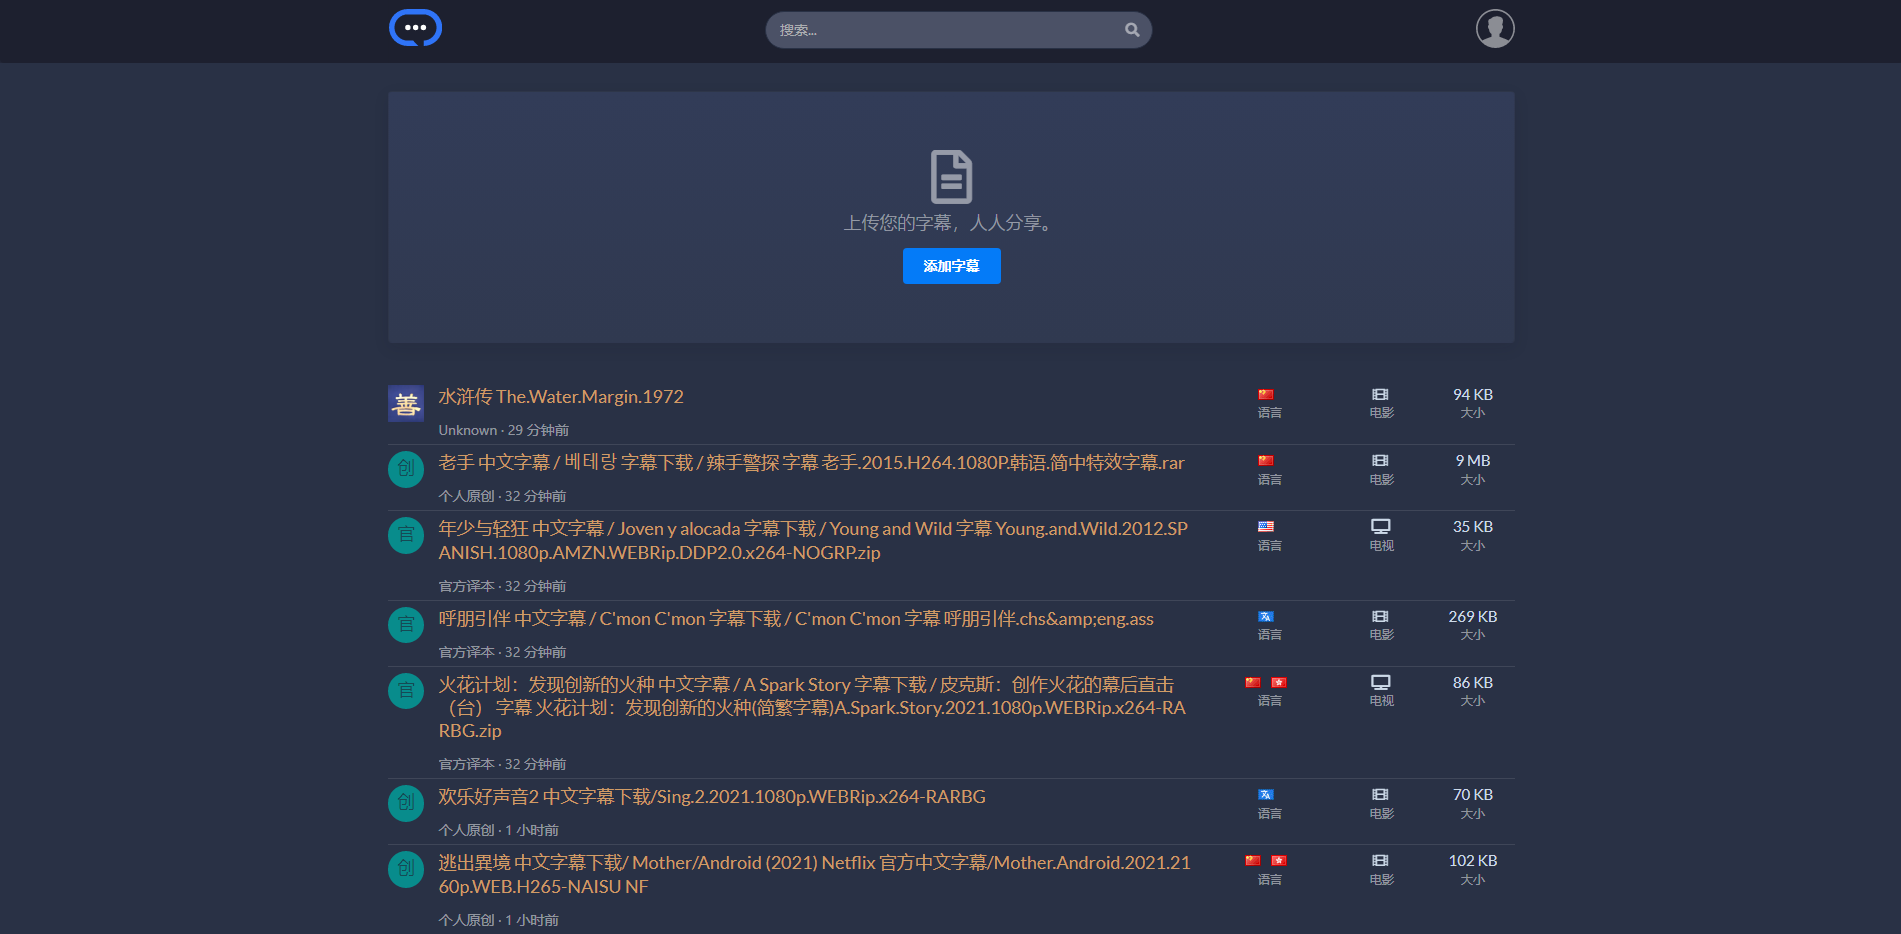 搜索...
上传您的字幕，人人分享。
添加字幕
善
水浒传 The.Water.Margin.1972
94 KB
语言
电影
大小
Unknown · 29 分钟前
创
老手 中文字幕 / 베테랑 字幕下载 / 辣手警探 字幕 老手.2015.H264.1080P.韩语.简中特效字幕.rar
9 MB
语言
电影
大小
个人原创 · 32 分钟前
官
年少与轻狂 中文字幕 / Joven y alocada 字幕下载 / Young and Wild 字幕 Young.and.Wild.2012.SP
ANISH.1080p.AMZN.WEBRip.DDP2.0.x264-NOGRP.zip
35 KB
语言
电视
大小
官方译本 · 32 分钟前
官
呼朋引伴 中文字幕 / C'mon C'mon 字幕下载 / C'mon C'mon 字幕 呼朋引伴.chs&amp;eng.ass
269 KB
语言
电影
大小
官方译本 · 32 分钟前
官
火花计划：发现创新的火种 中文字幕 / A Spark Story 字幕下载 / 皮克斯：创作火花的幕后直击
（台） 字幕 火花计划：发现创新的火种(简繁字幕)A.Spark.Story.2021.1080p.WEBRip.x264-RA
RBG.zip
86 KB
语言
电视
大小
官方译本 · 32 分钟前
创
欢乐好声音2 中文字幕下载/Sing.2.2021.1080p.WEBRip.x264-RARBG
70 KB
语言
电影
大小
个人原创 · 1 小时前
创
逃出異境 中文字幕下载/ Mother/Android (2021) Netflix 官方中文字幕/Mother.Android.2021.21
60p.WEB.H265-NAISU NF
102 KB
语言
电影
大小
个人原创 · 1 小时前